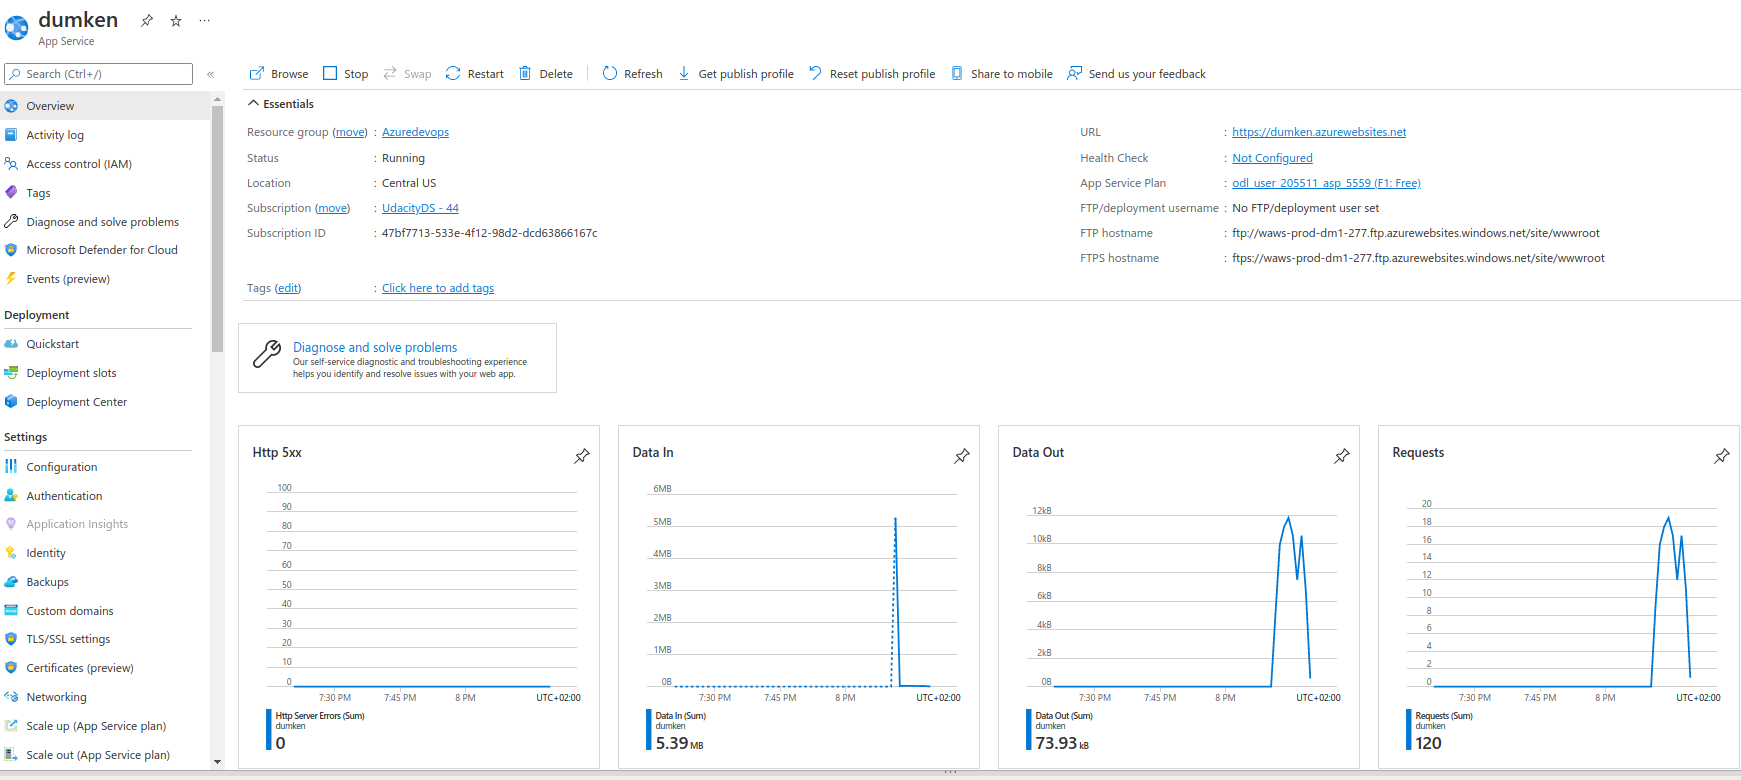 dumken
App Service
Search (Ctrl+/)
Overview
Activity log
Access control (IAM)
Tags
Diagnose and solve problems
Microsoft Defender for Cloud
Events (preview)
Deployment
Quickstart
Deployment slots
Deployment Center
Settings
Configuration
Authentication
Application Insights
Identity
Backups
Custom domains
TLS/SSL settings
Certificates (preview)
Networking
Scale up (App Service plan)
Scale out (App Service plan)
Browse Stop Swap Restart Delete Refresh Get publish profile Reset publish profile Share to mobile Send us your feedback
Essentials
Resource group (move) : Azuredevops
Status : Running
Location : Central US
Subscription (move) : UdacityDS - 44
Subscription ID : 47bf7713-533e-4f12-98d2-dcd63866167c
Tags (edit) : Click here to add tags
URL : https://dumken.azurewebsites.net
Health Check : Not Configured
App Service Plan : odl_user_205511_asp_5559 (F1: Free)
FTP/deployment username : No FTP/deployment user set
FTP hostname : ftp://waws-prod-dm1-277.ftp.azurewebsites.windows.net/site/wwwroot
FTPS hostname : ftps://waws-prod-dm1-277.ftp.azurewebsites.windows.net/site/wwwroot
Diagnose and solve problems
Our self-service diagnostic and troubleshooting experience
helps you identify and resolve issues with your web app.
Http 5xx
100
90
80
70
60
50
40
30
20
10
0
7:30 PM 7:45 PM 8 PM UTC+02:00
Http Server Errors (Sum)
dumken
0
Data In
6MB
5MB
4MB
3MB
2MB
1MB
0B
7:30 PM 7:45 PM 8 PM UTC+02:00
Data In (Sum)
dumken
5.39 MB
Data Out
12kB
10kB
8kB
6kB
4kB
2kB
0B
7:30 PM 7:45 PM 8 PM UTC+02:00
Data Out (Sum)
dumken
73.93 kB
Requests
20
18
16
14
12
10
8
6
4
2
0
7:30 PM 7:45 PM 8 PM UTC+02:00
Requests (Sum)
dumken
120